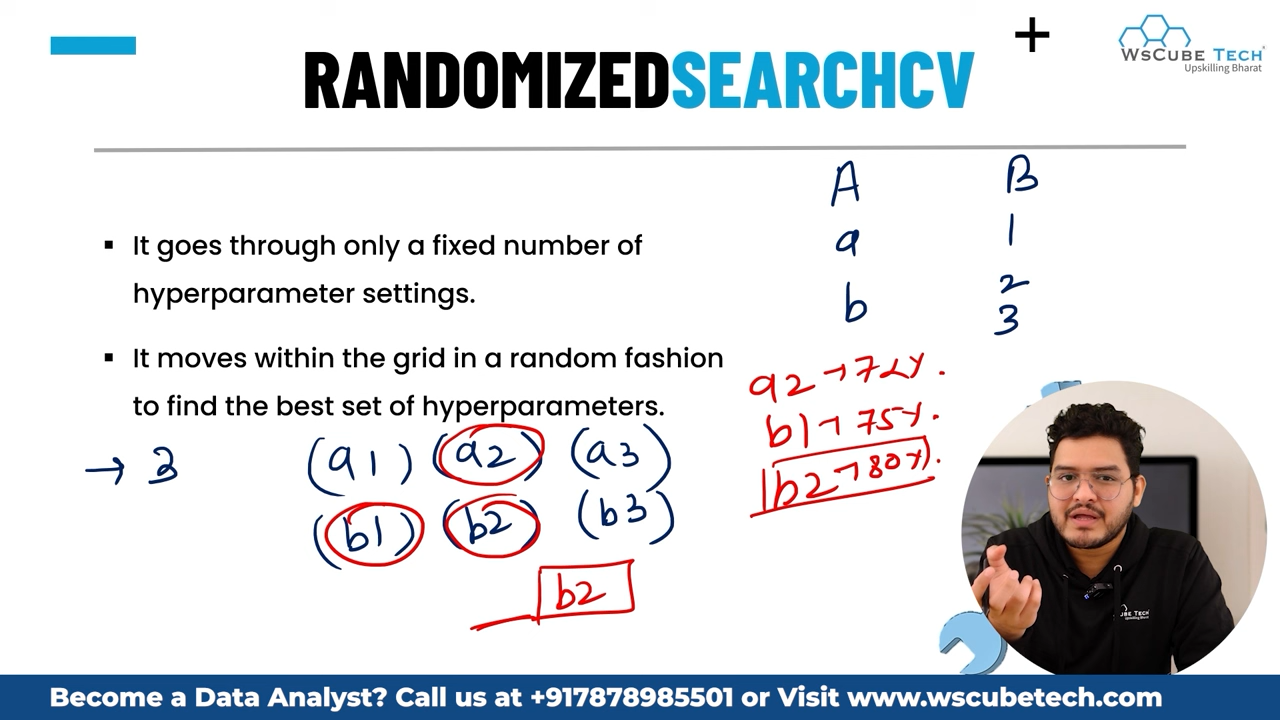 WsCube Tech
Upskilling Bharat
RANDOMIZEDSEARCHCV
A B
a 1
b 2
3
▪ It goes through only a fixed number of
hyperparameter settings.
▪ It moves within the grid in a random fashion
to find the best set of hyperparameters.
a2 → 72%.
b1 → 75%.
b2 → 80%.
→ 3
(a1) (a2) (a3)
(b1) (b2) (b3)
b2
Become a Data Analyst? Call us at +917878985501 or Visit www.wscubetech.com